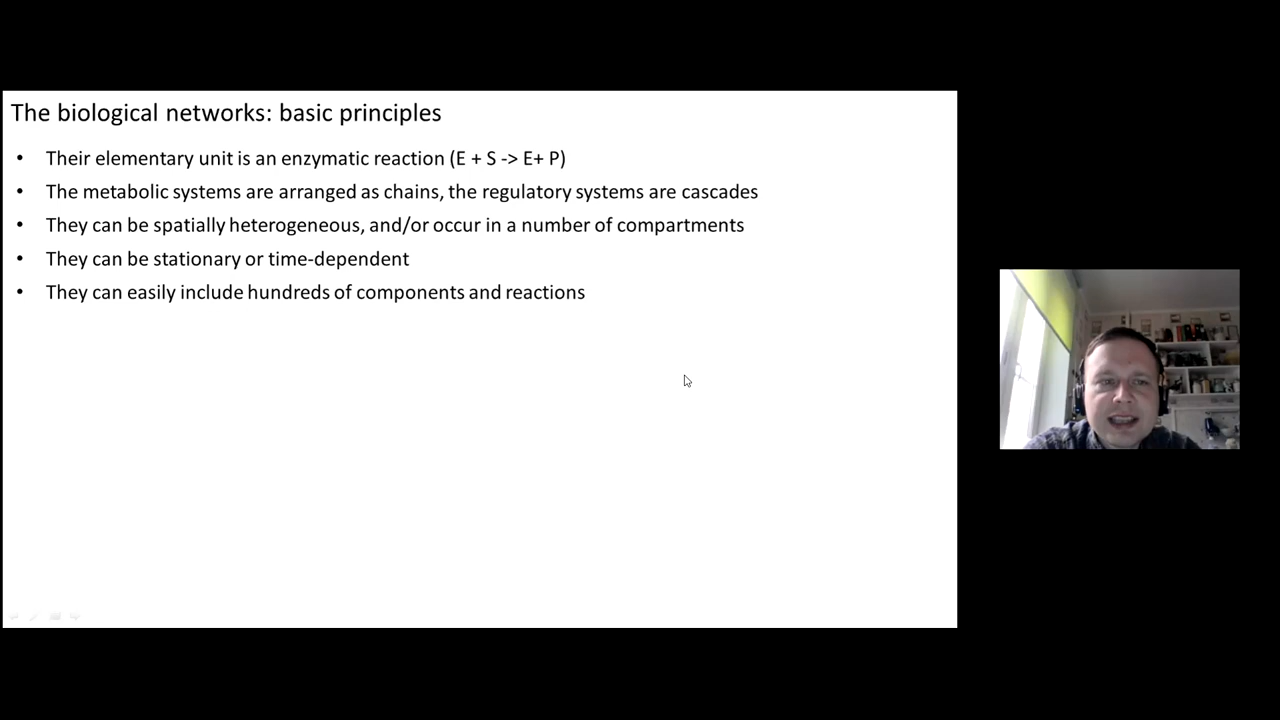 The biological networks: basic principles
• Their elementary unit is an enzymatic reaction (E + S -> E+ P)
• The metabolic systems are arranged as chains, the regulatory systems are cascades
• They can be spatially heterogeneous, and/or occur in a number of compartments
• They can be stationary or time-dependent
• They can easily include hundreds of components and reactions